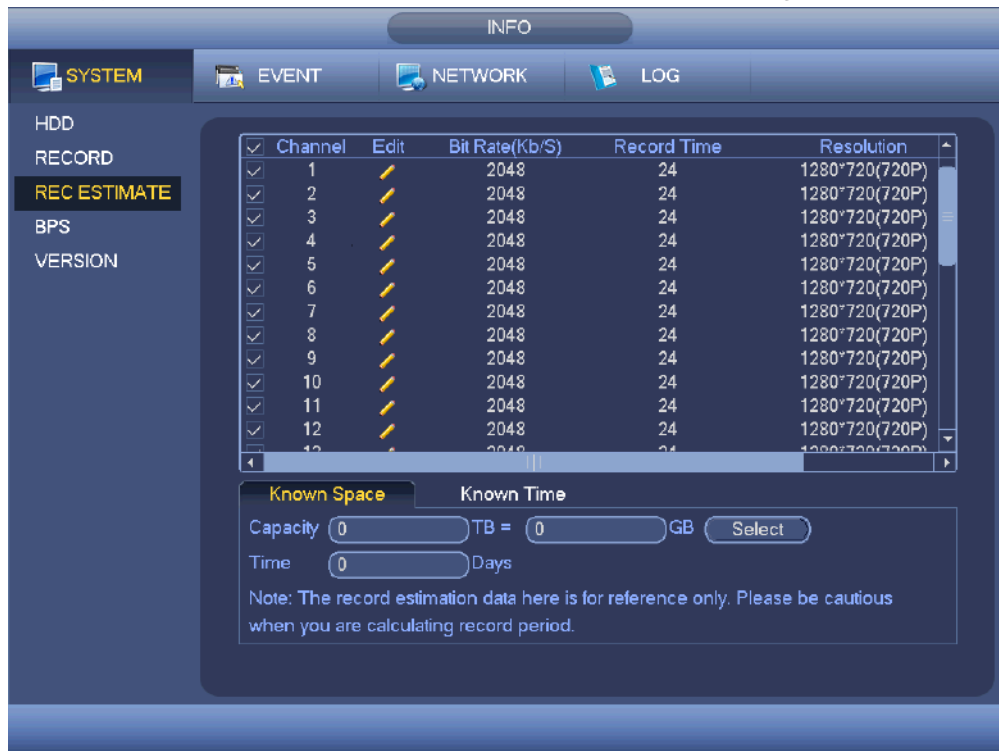 INFO
SYSTEM EVENT NETWORK LOG
HDD
RECORD
REC ESTIMATE
BPS
VERSION
Channel Edit Bit Rate(Kb/S) Record Time Resolution
1 2048 24 1280*720(720P)
2 2048 24 1280*720(720P)
3 2048 24 1280*720(720P)
4 2048 24 1280*720(720P)
5 2048 24 1280*720(720P)
6 2048 24 1280*720(720P)
7 2048 24 1280*720(720P)
8 2048 24 1280*720(720P)
9 2048 24 1280*720(720P)
10 2048 24 1280*720(720P)
11 2048 24 1280*720(720P)
12 2048 24 1280*720(720P)
Known Space Known Time
Capacity 0 TB = 0 GB Select
Time 0 Days
Note: The record estimation data here is for reference only. Please be cautious
when you are calculating record period.